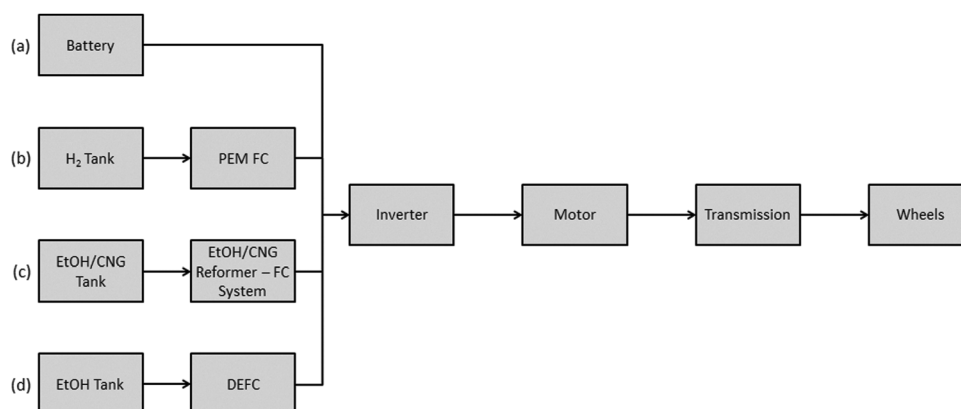 (a)
Battery
(b)
H₂ Tank
PEM FC
Inverter
Motor
Transmission
Wheels
(c)
EtOH/CNG
Tank
EtOH/CNG
Reformer – FC
System
(d)
EtOH Tank
DEFC